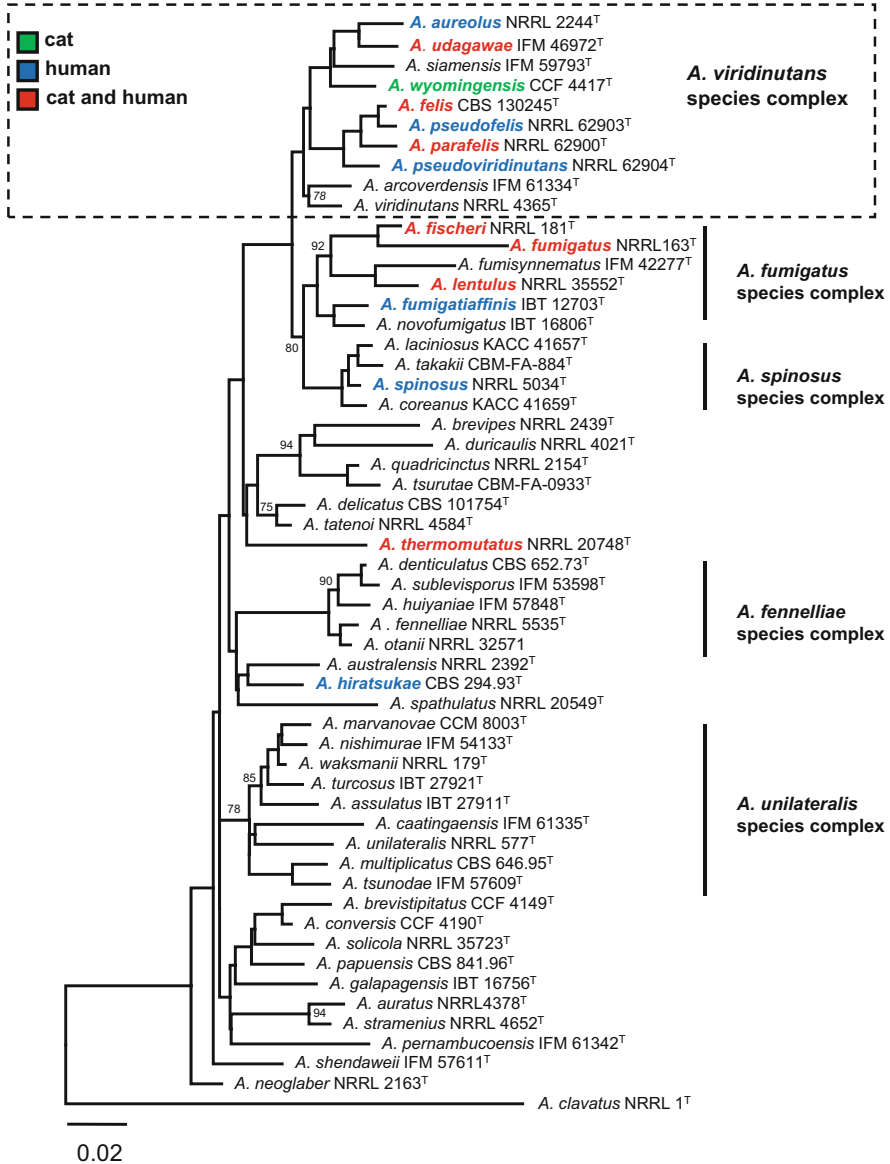 cat
human
cat and human
A. aureolus NRRL 2244ᵀ
A. udagawae IFM 46972ᵀ
A. siamensis IFM 59793ᵀ
A. wyomingensis CCF 4417ᵀ
A. viridinutans
species complex
A. felis CBS 130245ᵀ
A. pseudofelis NRRL 62903ᵀ
A. parafelis NRRL 62900ᵀ
A. pseudoviridinutans NRRL 62904ᵀ
A. arcoverdensis IFM 61334ᵀ
78
A. viridinutans NRRL 4365ᵀ
A. fischeri NRRL 181ᵀ
92
A. fumigatus NRRL163ᵀ
A. fumisynnematus IFM 42277ᵀ
A. fumigatus
species complex
A. lentulus NRRL 35552ᵀ
A. fumigatiaffinis IBT 12703ᵀ
A. novofumigatus IBT 16806ᵀ
80
A. laciniosus KACC 41657ᵀ
A. takakii CBM-FA-884ᵀ
A. spinosus
species complex
A. spinosus NRRL 5034ᵀ
A. coreanus KACC 41659ᵀ
A. brevipes NRRL 2439ᵀ
94
A. duricaulis NRRL 4021ᵀ
A. quadricinctus NRRL 2154ᵀ
A. tsurutae CBM-FA-0933ᵀ
75
A. delicatus CBS 101754ᵀ
A. tatenoi NRRL 4584ᵀ
A. thermomutatus NRRL 20748ᵀ
A. denticulatus CBS 652.73ᵀ
90
A. sublevisporus IFM 53598ᵀ
A. huiyaniae IFM 57848ᵀ
A. fennelliae
species complex
A . fennelliae NRRL 5535ᵀ
A. otanii NRRL 32571
A. australensis NRRL 2392ᵀ
A. hiratsukae CBS 294.93ᵀ
A. spathulatus NRRL 20549ᵀ
A. marvanovae CCM 8003ᵀ
A. nishimurae IFM 54133ᵀ
A. waksmanii NRRL 179ᵀ
85
A. turcosus IBT 27921ᵀ
A. assulatus IBT 27911ᵀ
78
A. unilateralis
species complex
A. caatingaensis IFM 61335ᵀ
A. unilateralis NRRL 577ᵀ
A. multiplicatus CBS 646.95ᵀ
A. tsunodae IFM 57609ᵀ
A. brevistipitatus CCF 4149ᵀ
A. conversis CCF 4190ᵀ
A. solicola NRRL 35723ᵀ
A. papuensis CBS 841.96ᵀ
A. galapagensis IBT 16756ᵀ
A. auratus NRRL4378ᵀ
94
A. stramenius NRRL 4652ᵀ
A. pernambucoensis IFM 61342ᵀ
A. shendaweii IFM 57611ᵀ
A. neoglaber NRRL 2163ᵀ
A. clavatus NRRL 1ᵀ
0.02